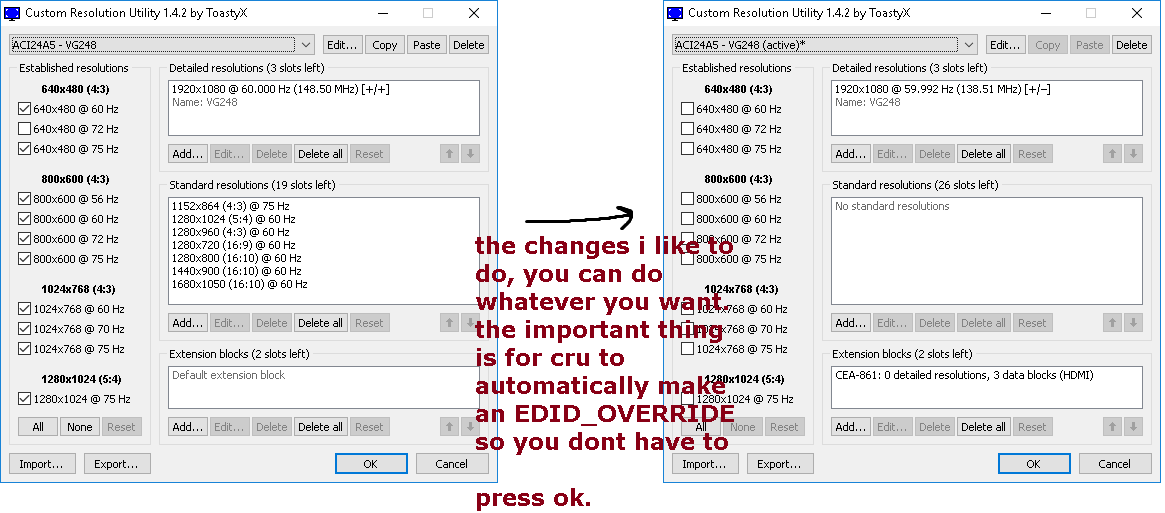 Custom Resolution Utility 1.4.2 by ToastyX
ACI24A5 - VG248
Edit...
Copy
Paste
Delete
Established resolutions
640x480 (4:3)
640x480 @ 60 Hz
640x480 @ 72 Hz
640x480 @ 75 Hz
800x600 (4:3)
800x600 @ 56 Hz
800x600 @ 60 Hz
800x600 @ 72 Hz
800x600 @ 75 Hz
1024x768 (4:3)
1024x768 @ 60 Hz
1024x768 @ 70 Hz
1024x768 @ 75 Hz
1280x1024 (5:4)
1280x1024 @ 75 Hz
All
None
Reset
Detailed resolutions (3 slots left)
1920x1080 @ 60.000 Hz (148.50 MHz) [+/+]
Name: VG248
Add...
Edit...
Delete
Delete all
Reset
Standard resolutions (19 slots left)
1152x864 (4:3) @ 75 Hz
1280x1024 (5:4) @ 60 Hz
1280x960 (4:3) @ 60 Hz
1280x720 (16:9) @ 60 Hz
1280x800 (16:10) @ 60 Hz
1440x900 (16:10) @ 60 Hz
1680x1050 (16:10) @ 60 Hz
Add...
Edit...
Delete
Delete all
Reset
Extension blocks (2 slots left)
Default extension block
Add...
Edit...
Delete
Delete all
Reset
Import...
Export...
OK
Cancel
the changes i like to
do, you can do
whatever you want.
the important thing
is for cru to
automatically make
an EDID_OVERRIDE
so you dont have to
press ok.
Custom Resolution Utility 1.4.2 by ToastyX
ACI24A5 - VG248 (active)*
Edit...
Copy
Paste
Delete
Established resolutions
640x480 (4:3)
640x480 @ 60 Hz
640x480 @ 72 Hz
640x480 @ 75 Hz
800x600 (4:3)
800x600 @ 56 Hz
800x600 @ 60 Hz
800x600 @ 72 Hz
800x600 @ 75 Hz
1024x768 (4:3)
1024x768 @ 60 Hz
1024x768 @ 70 Hz
1024x768 @ 75 Hz
1280x1024 (5:4)
1280x1024 @ 75 Hz
All
None
Reset
Detailed resolutions (3 slots left)
1920x1080 @ 59.992 Hz (138.51 MHz) [+/−]
Name: VG248
Add...
Edit...
Delete
Delete all
Reset
Standard resolutions (26 slots left)
No standard resolutions
Add...
Edit...
Delete
Delete all
Reset
Extension blocks (2 slots left)
CEA-861: 0 detailed resolutions, 3 data blocks (HDMI)
Add...
Edit...
Delete
Delete all
Reset
Import...
Export...
OK
Cancel